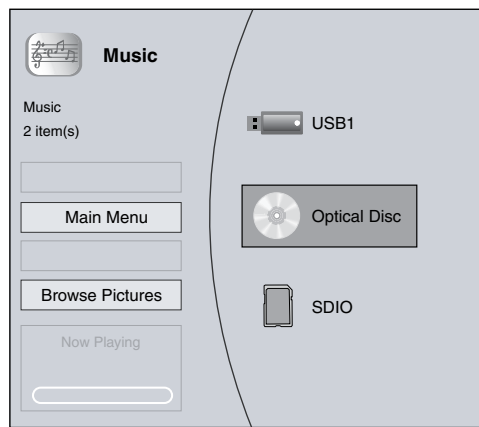 Music
Music
2 item(s)
Main Menu
Browse Pictures
Now Playing
USB1
Optical Disc
SDIO